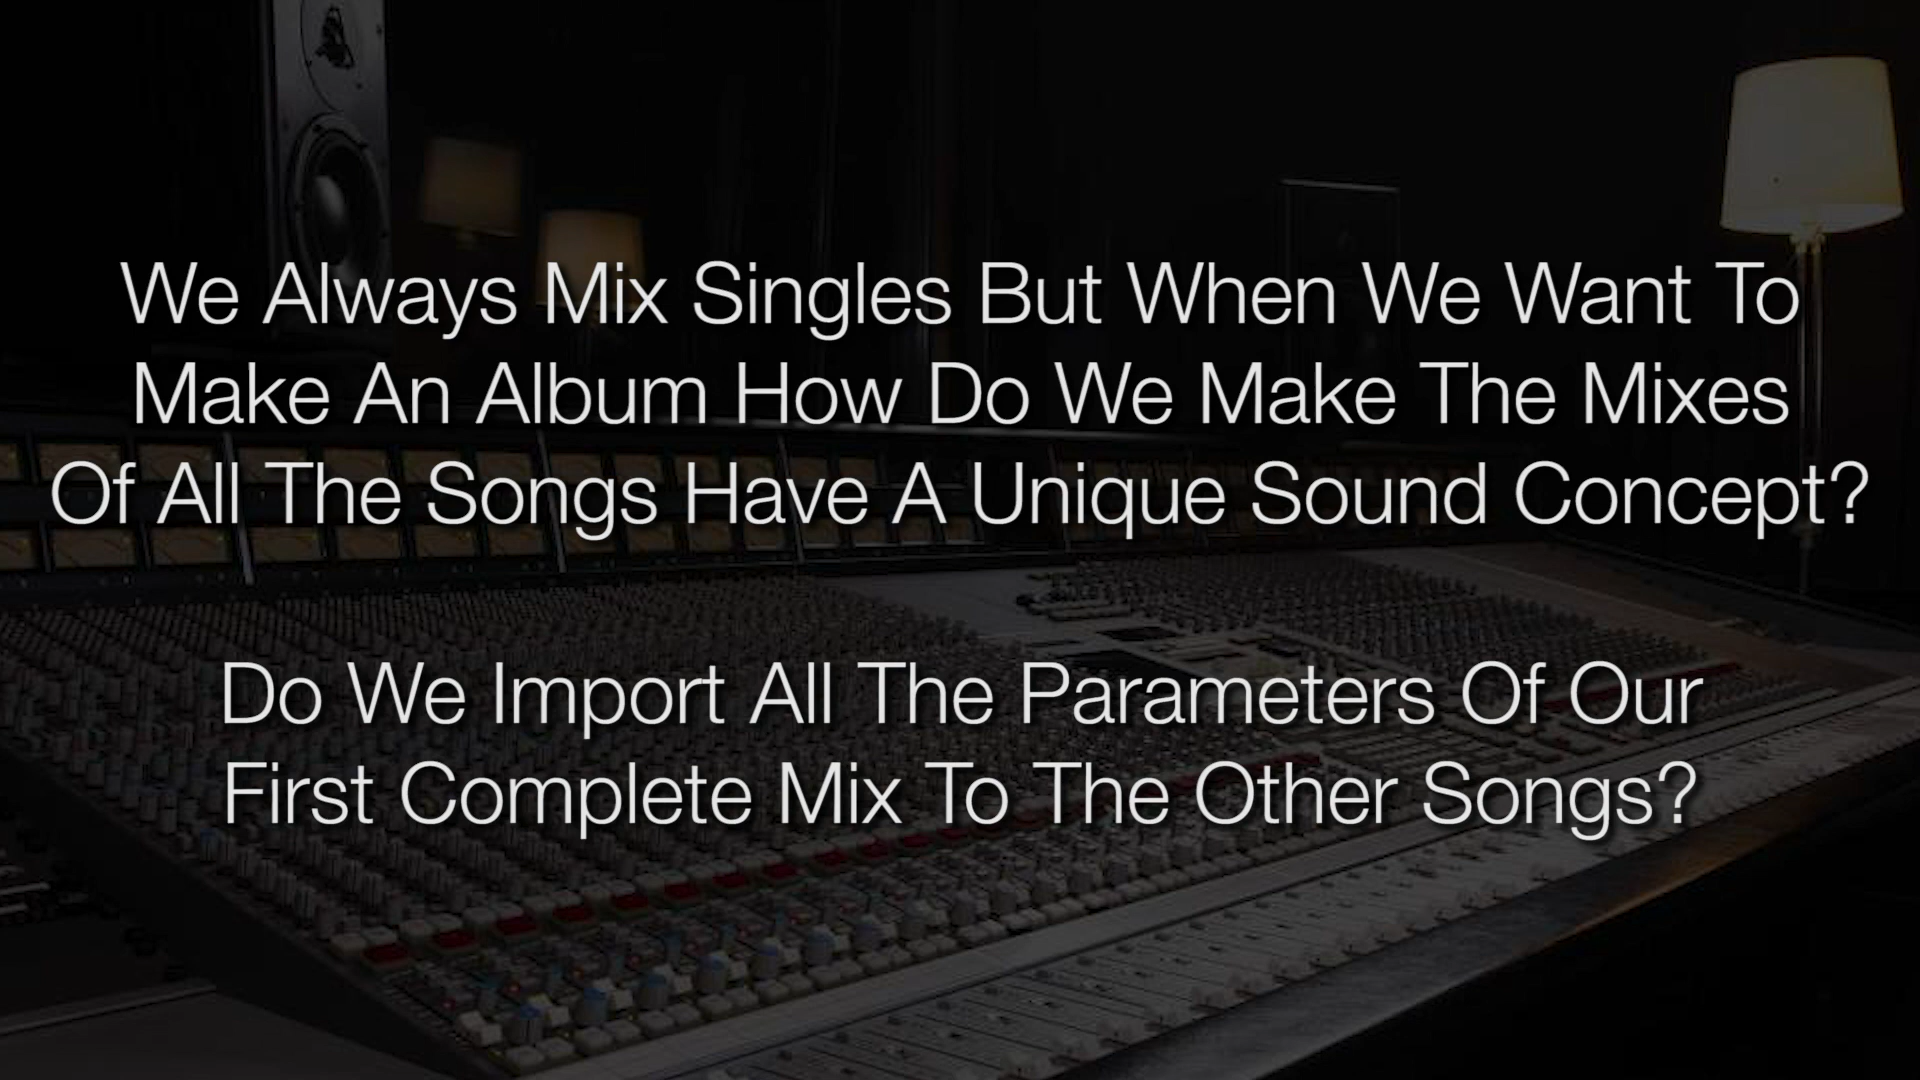 We Always Mix Singles But When We Want To
Make An Album How Do We Make The Mixes
Of All The Songs Have A Unique Sound Concept?
Do We Import All The Parameters Of Our
First Complete Mix To The Other Songs?